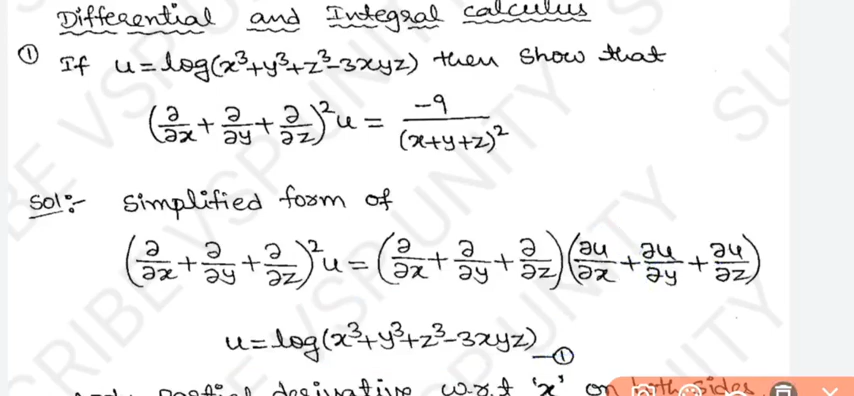 Differential and Integral calculus
① If u=log(x³+y³+z³-3xyz) then show that
(∂/∂x + ∂/∂y + ∂/∂z)² u = -9/(x+y+z)²
Sol:- Simplified form of
(∂/∂x + ∂/∂y + ∂/∂z)² u = (∂/∂x + ∂/∂y + ∂/∂z)(∂u/∂x + ∂u/∂y + ∂u/∂z)
u=log(x³+y³+z³-3xyz) —①
partial derivative w.r.t 'x' on both sides